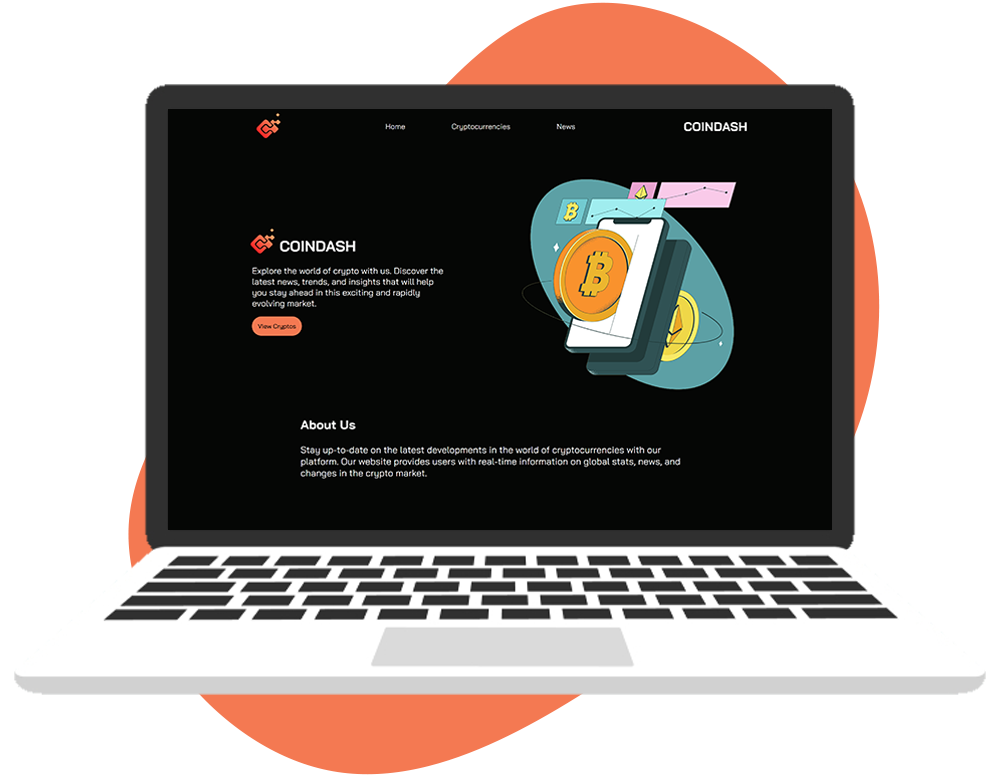 Home Cryptocurrencies News COINDASH
COINDASH
Explore the world of crypto with us. Discover the
latest news, trends, and insights that will help
you stay ahead in this exciting and rapidly
evolving market.
View Cryptos
About Us
Stay up-to-date on the latest developments in the world of cryptocurrencies with our
platform. Our website provides users with real-time information on global stats, news, and
changes in the crypto market.